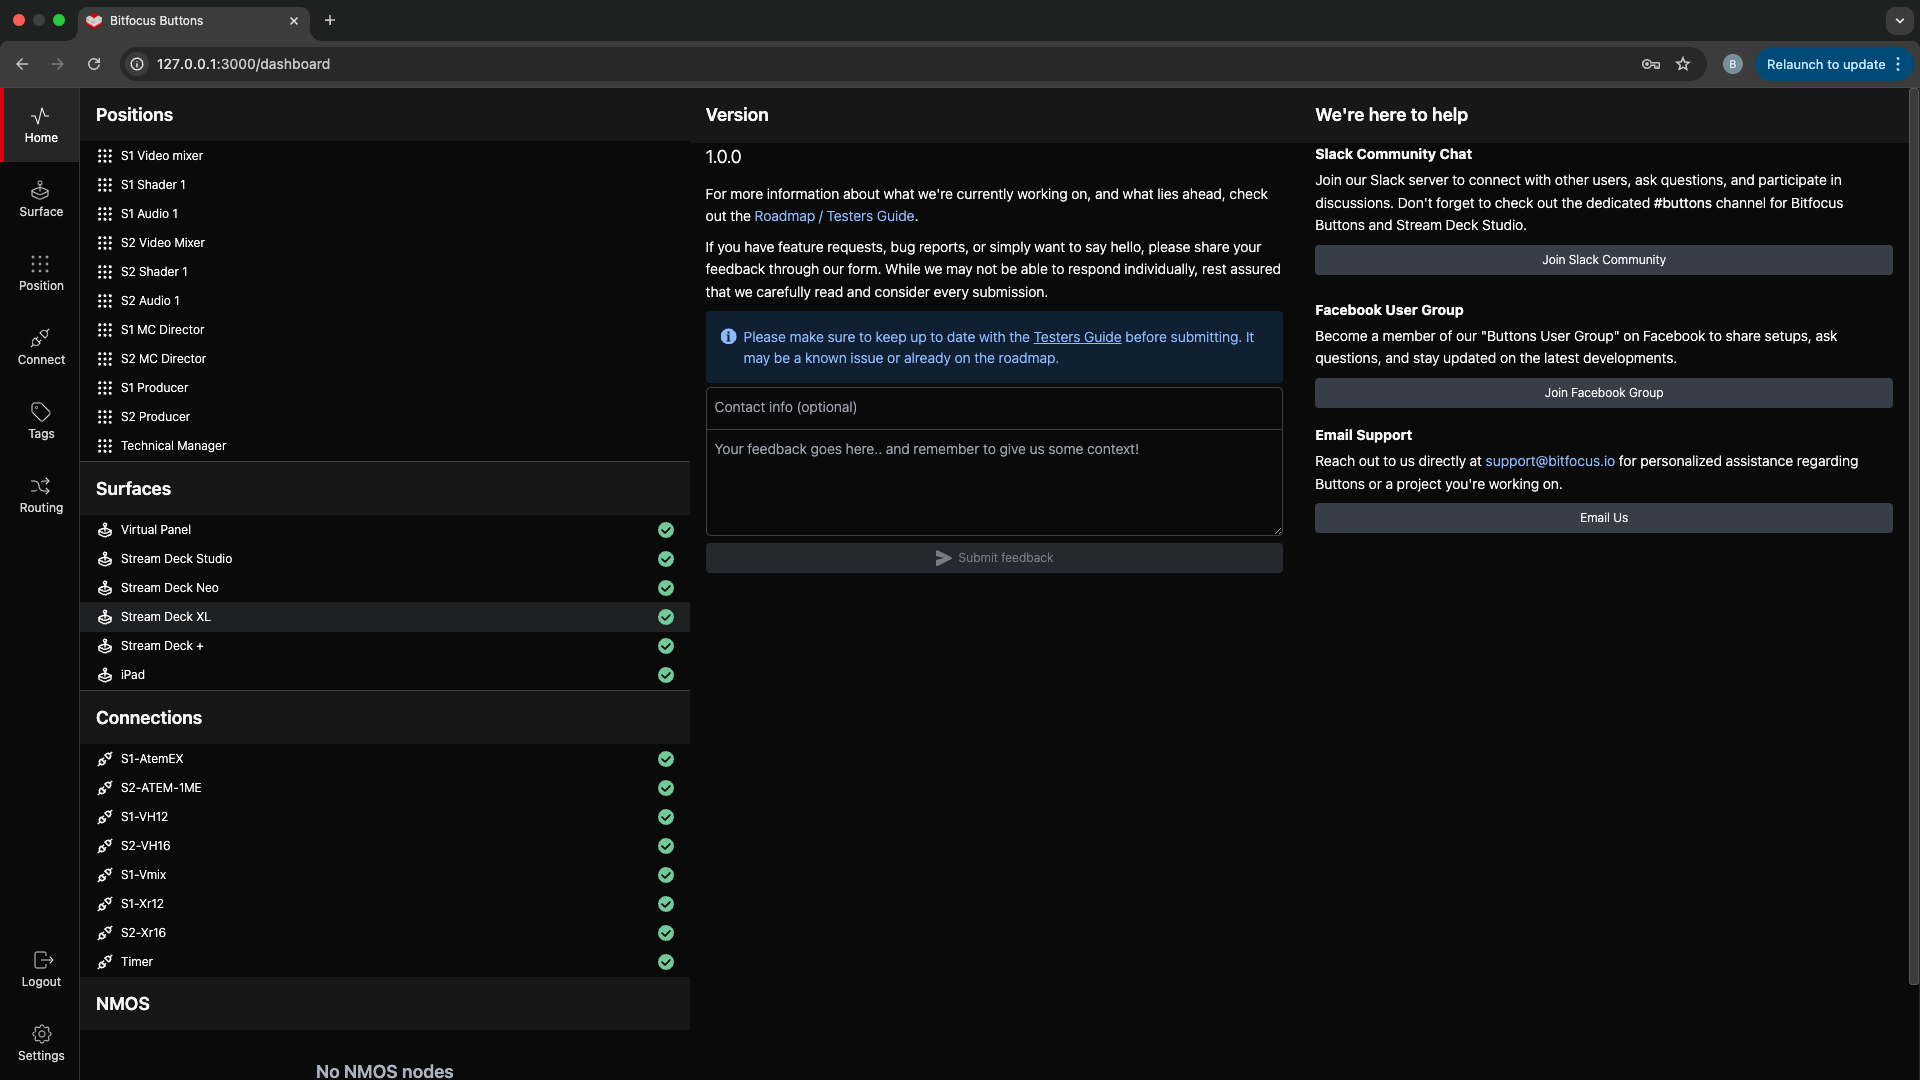 Bitfocus Buttons
127.0.0.1:3000/dashboard
B
Relaunch to update
Home
Surface
Position
Connect
Tags
Routing
Logout
Settings
Positions
S1 Video mixer
S1 Shader 1
S1 Audio 1
S2 Video Mixer
S2 Shader 1
S2 Audio 1
S1 MC Director
S2 MC Director
S1 Producer
S2 Producer
Technical Manager
Surfaces
Virtual Panel
Stream Deck Studio
Stream Deck Neo
Stream Deck XL
Stream Deck +
iPad
Connections
S1-AtemEX
S2-ATEM-1ME
S1-VH12
S2-VH16
S1-Vmix
S1-Xr12
S2-Xr16
Timer
NMOS
No NMOS nodes
Version
1.0.0
For more information about what we're currently working on, and what lies ahead, check
out the Roadmap / Testers Guide.
If you have feature requests, bug reports, or simply want to say hello, please share your
feedback through our form. While we may not be able to respond individually, rest assured
that we carefully read and consider every submission.
Please make sure to keep up to date with the Testers Guide before submitting. It
may be a known issue or already on the roadmap.
Contact info (optional)
Your feedback goes here.. and remember to give us some context!
Submit feedback
We're here to help
Slack Community Chat
Join our Slack server to connect with other users, ask questions, and participate in
discussions. Don't forget to check out the dedicated #buttons channel for Bitfocus
Buttons and Stream Deck Studio.
Join Slack Community
Facebook User Group
Become a member of our "Buttons User Group" on Facebook to share setups, ask
questions, and stay updated on the latest developments.
Join Facebook Group
Email Support
Reach out to us directly at support@bitfocus.io for personalized assistance regarding
Buttons or a project you're working on.
Email Us